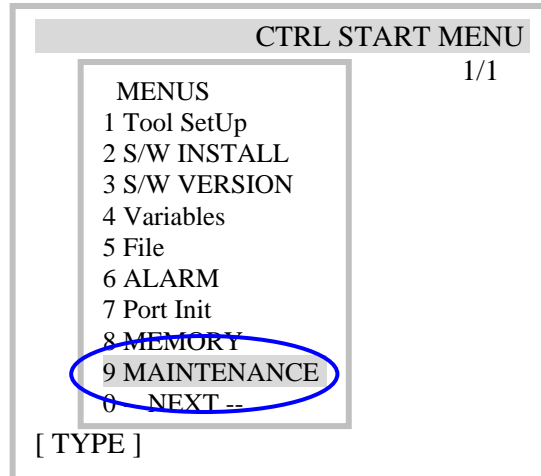 CTRL START MENU
1/1
MENUS
1 Tool SetUp
2 S/W INSTALL
3 S/W VERSION
4 Variables
5 File
6 ALARM
7 Port Init
8 MEMORY
9 MAINTENANCE
0 -- NEXT --
[ TYPE ]